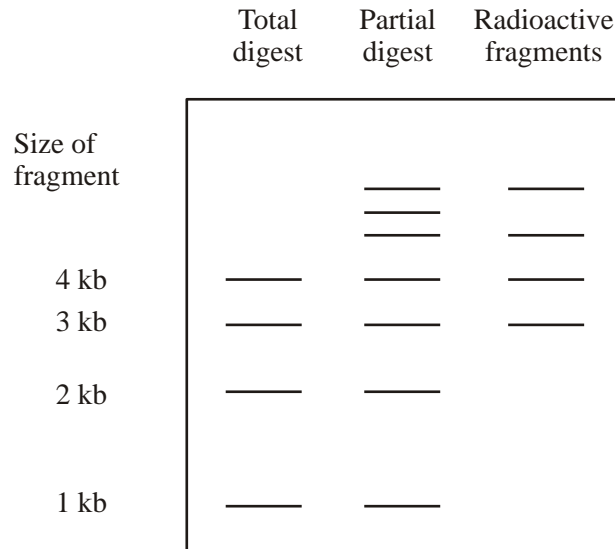 Total
digest
Partial
digest
Radioactive
fragments
Size of
fragment
4 kb
3 kb
2 kb
1 kb